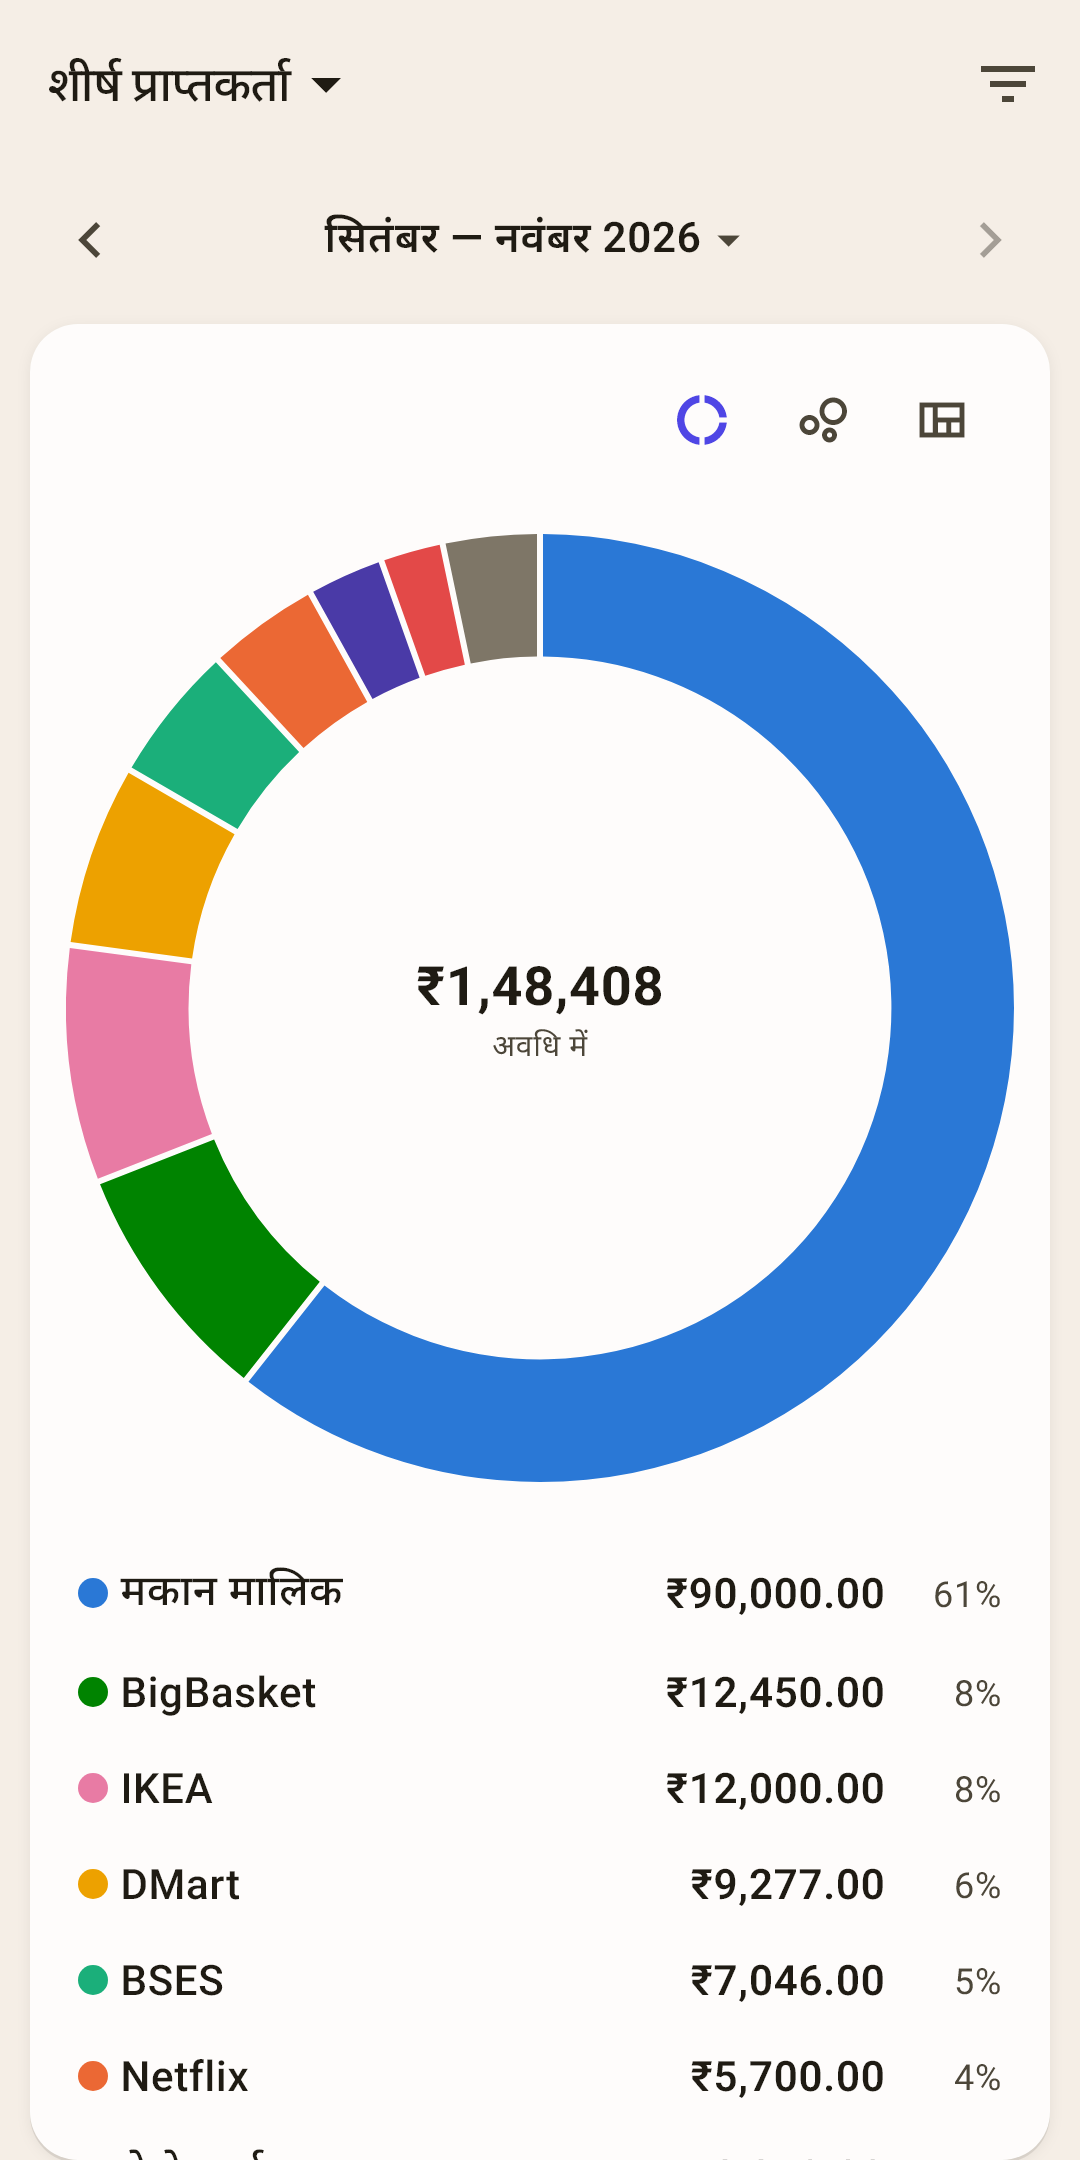 शीर्ष प्राप्तकर्ता
सितंबर – नवंबर 2026
₹1,48,408
अवधि में
मकान मालिक ₹90,000.00 61%
BigBasket ₹12,450.00 8%
IKEA ₹12,000.00 8%
DMart ₹9,277.00 6%
BSES ₹7,046.00 5%
Netflix ₹5,700.00 4%